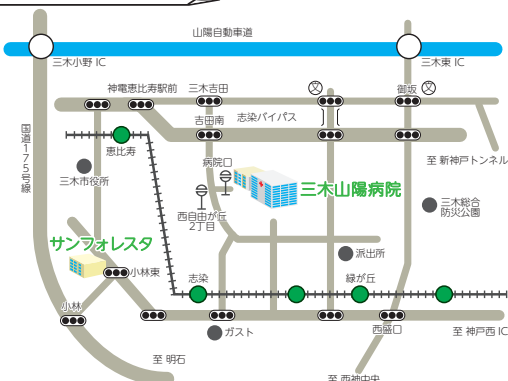 山陽自動車道
三木小野 IC
三木東 IC
神電恵比寿駅前
三木吉田
御坂
吉田南
志染バイパス
国道175号線
恵比寿
病院口
至 新神戸トンネル
三木市役所
三木山陽病院
西自由が丘
2丁目
三木総合
防災公園
サンフォレスタ
派出所
小林東
志染
緑が丘
小林
ガスト
西盛口
至 神戸西 IC
至 明石
至 西神中央